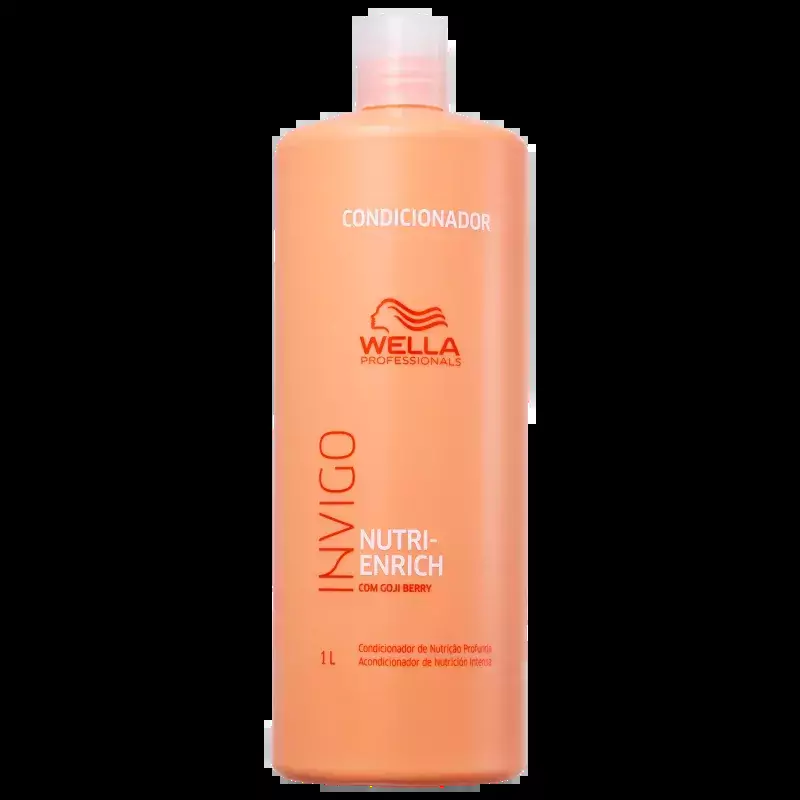 CONDICIONADOR
WELLA
PROFESSIONALS
INVIGO
NUTRI-
ENRICH
COM GOJI BERRY
1 L
Condicionador de Nutrição Profunda
Acondicionador de Nutrición Intensa